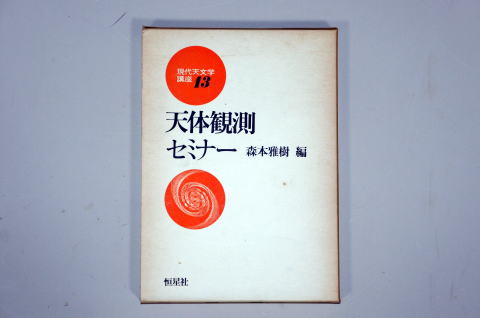 現代天文学
講座 13
天体観測
セミナー 森本雅樹 編
恒星社